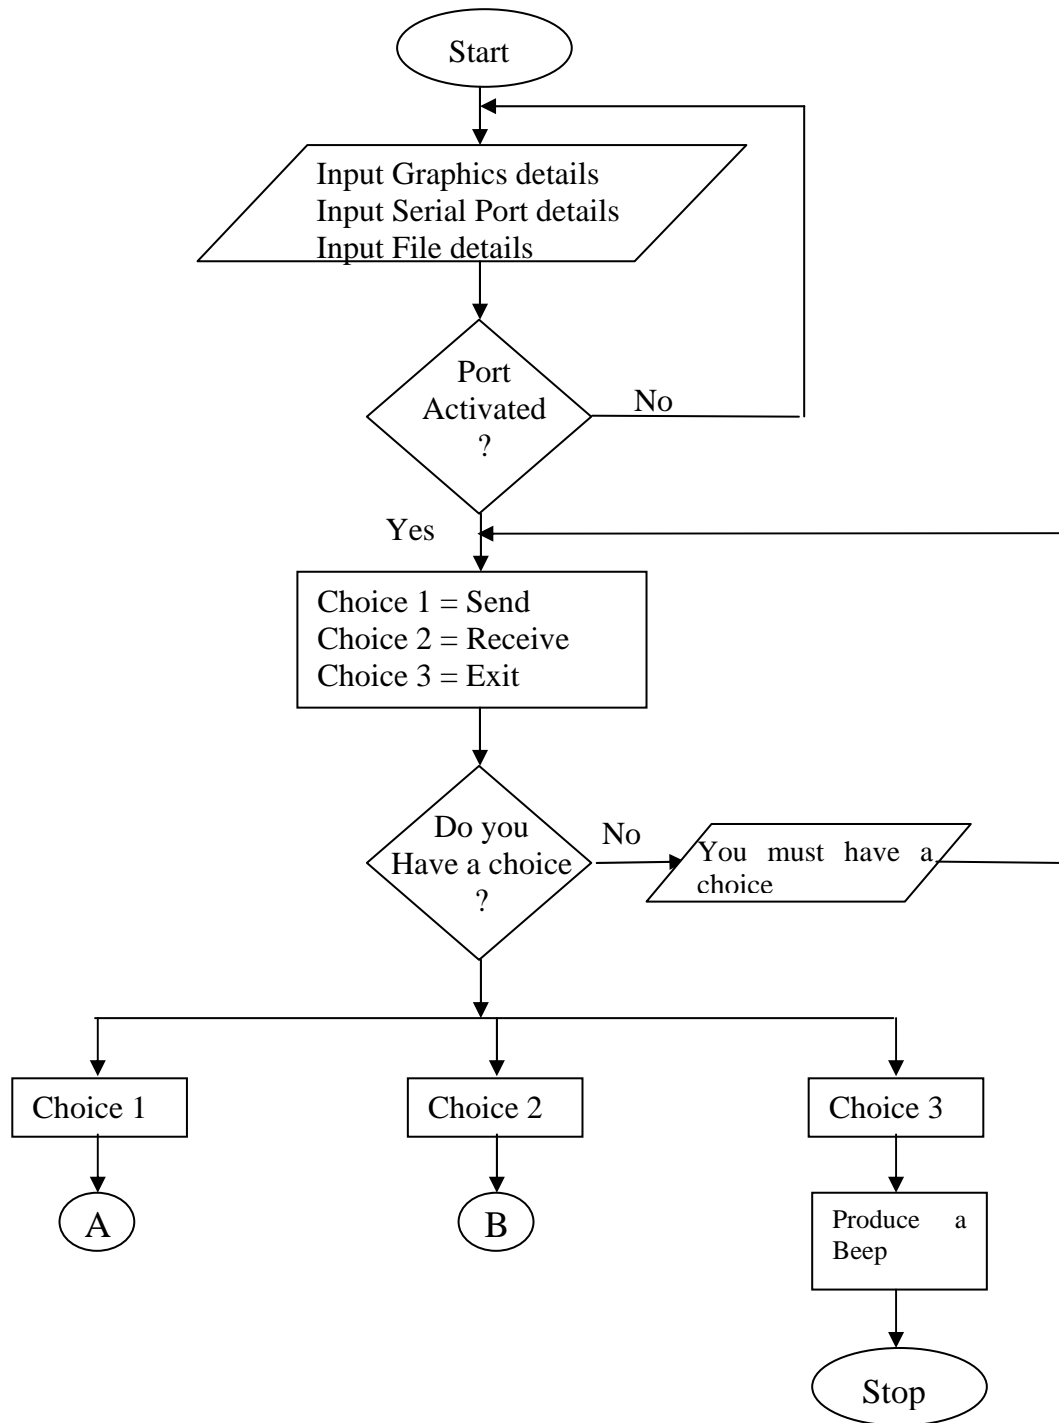 Start
Input Graphics details
Input Serial Port details
Input File details
Port
Activated
?
No
Yes
Choice 1 = Send
Choice 2 = Receive
Choice 3 = Exit
Do you
Have a choice
?
No
You must have a
choice
Choice 1
Choice 2
Choice 3
A
B
Produce a
Beep
Stop